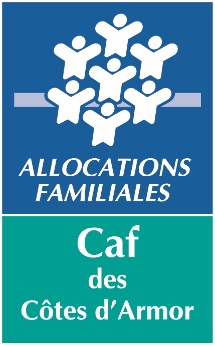 ALLOCATIONS
FAMILIALES
Caf
des
Côtes d'Armor